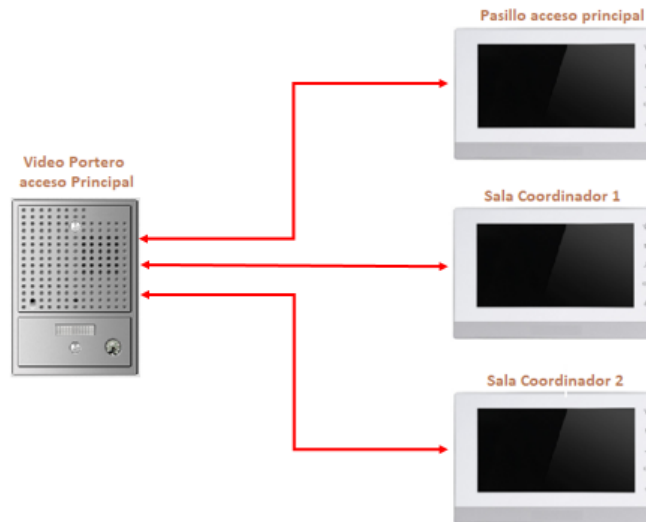 Pasillo acceso principal
Video Portero
acceso Principal
Sala Coordinador 1
Sala Coordinador 2